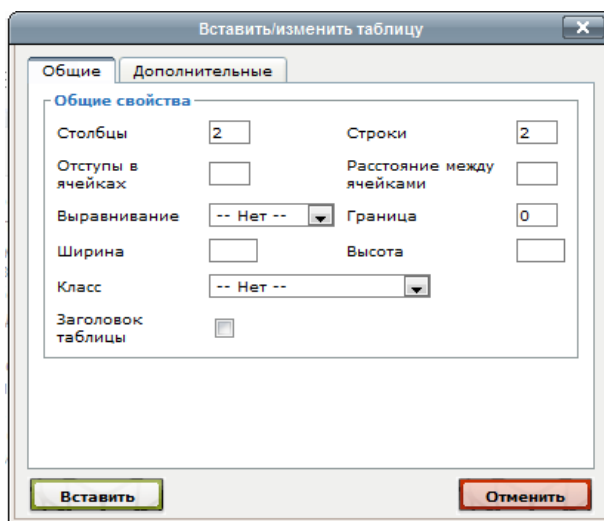 Вставить/изменить таблицу
Общие Дополнительные
Общие свойства
Столбцы 2 Строки 2
Отступы в ячейках Расстояние между ячейками
Выравнивание -- Нет -- Граница 0
Ширина Высота
Класс -- Нет --
Заголовок
таблицы
Вставить Отменить